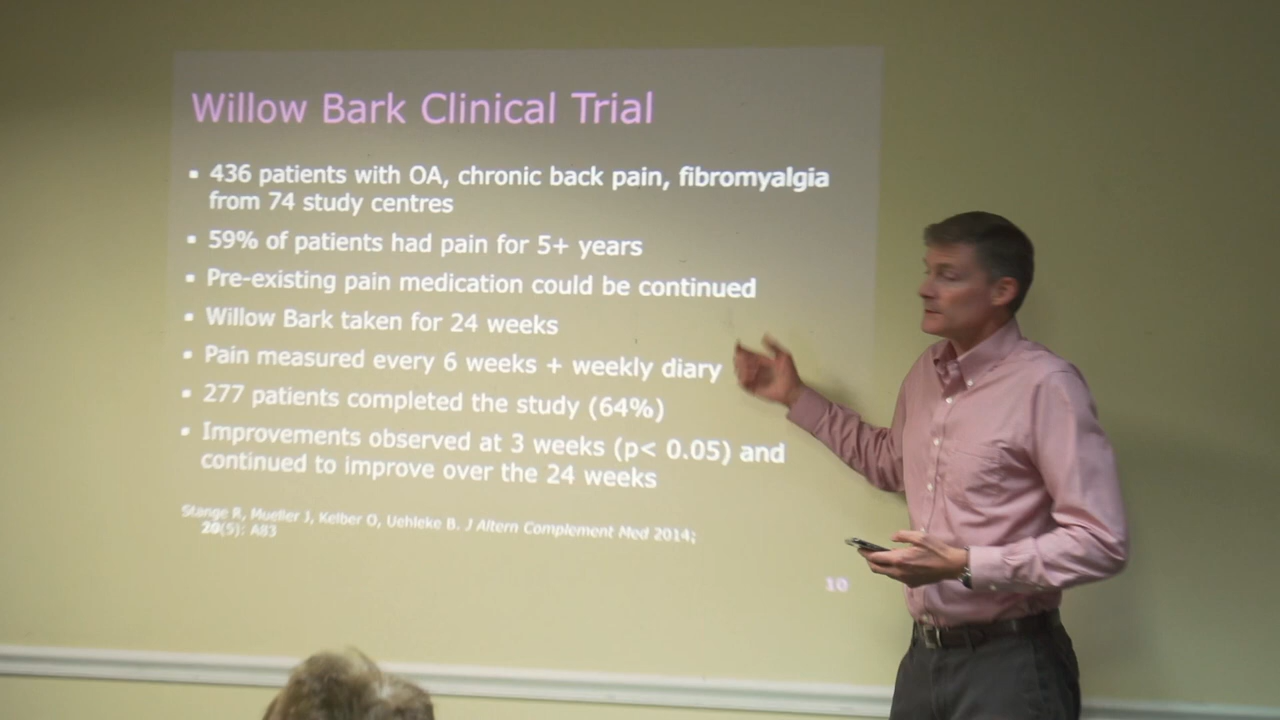 Willow Bark Clinical Trial
▪ 436 patients with OA, chronic back pain, fibromyalgia
from 74 study centres
▪ 59% of patients had pain for 5+ years
▪ Pre-existing pain medication could be continued
▪ Willow Bark taken for 24 weeks
▪ Pain measured every 6 weeks + weekly diary
▪ 277 patients completed the study (64%)
▪ Improvements observed at 3 weeks (p< 0.05) and
continued to improve over the 24 weeks
Stange R, Mueller J, Kelber O, Uehleke B. J Altern Complement Med 2014;
20(5): A83
10